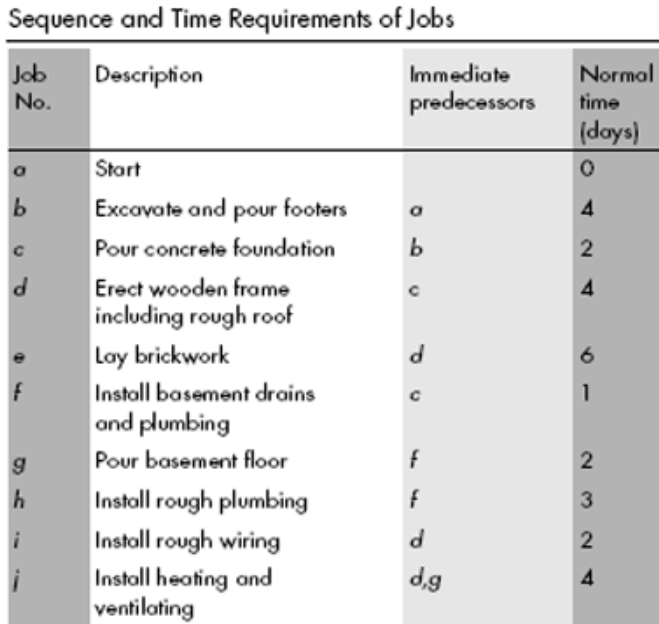 Sequence and Time Requirements of Jobs
Job No. Description Immediate predecessors Normal time (days)
a Start 0
b Excavate and pour footers a 4
c Pour concrete foundation b 2
d Erect wooden frame including rough roof c 4
e Lay brickwork d 6
f Install basement drains and plumbing c 1
g Pour basement floor f 2
h Install rough plumbing f 3
i Install rough wiring d 2
j Install heating and ventilating d,g 4